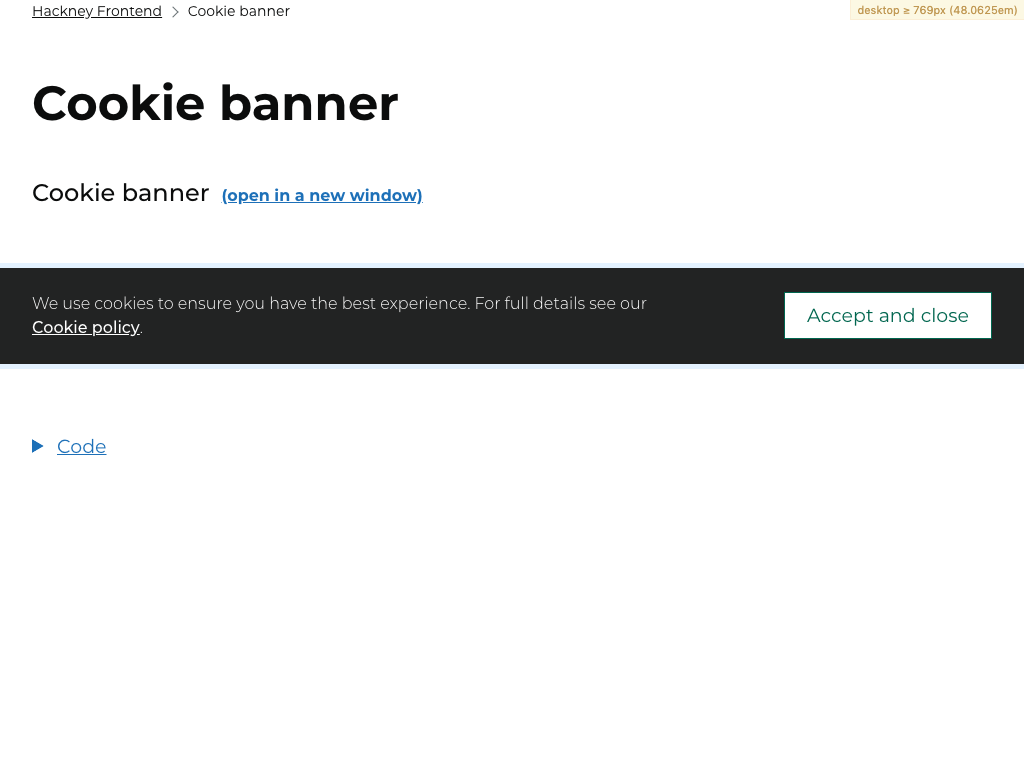 Hackney Frontend > Cookie banner
desktop ≥ 769px (48.0625em)
Cookie banner
Cookie banner (open in a new window)
We use cookies to ensure you have the best experience. For full details see our
Cookie policy.
Accept and close
Code